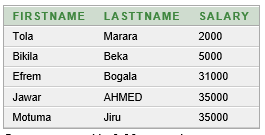 FIRSTNAME LASTTNAME SALARY
Tola Marara 2000
Bikila Beka 5000
Efrem Bogala 31000
Jawar AHMED 35000
Motuma Jiru 35000